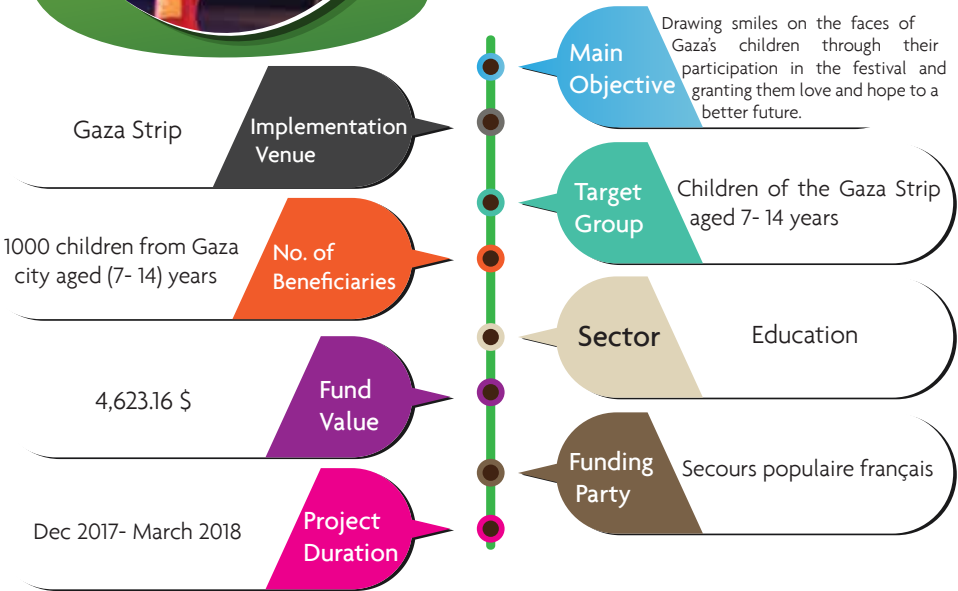 Main
Objective
Drawing smiles on the faces of
Gaza's children through their
participation in the festival and
granting them love and hope to a
better future.
Gaza Strip
Implementation
Venue
Target
Group
Children of the Gaza Strip
aged 7- 14 years
1000 children from Gaza
city aged (7- 14) years
No. of
Beneficiaries
Sector
Education
4,623.16 $
Fund
Value
Funding
Party
Secours populaire français
Dec 2017- March 2018
Project
Duration